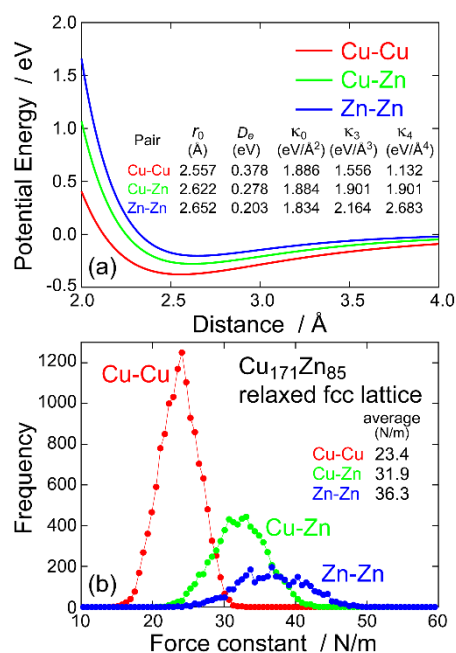 Potential Energy / eV
1.5
1.0
0.5
0.0
-0.5
Cu-Cu
Cu-Zn
Zn-Zn
Pair r₀ (Å) Dₑ (eV) κ₀ (eV/Å²) κ₃ (eV/Å³) κ₄ (eV/Å⁴)
Cu-Cu 2.557 0.378 1.886 1.556 1.132
Cu-Zn 2.622 0.278 1.884 1.901 1.901
Zn-Zn 2.652 0.203 1.834 2.164 2.683
(a)
2.0 2.5 3.0 3.5 4.0
Distance / Å
Frequency
1200
1000
800
600
400
200
0
Cu-Cu
Cu₁₇₁Zn₈₅
relaxed fcc lattice
average
(N/m)
Cu-Cu 23.4
Cu-Zn 31.9
Zn-Zn 36.3
Cu-Zn
Zn-Zn
(b)
10 20 30 40 50 60
Force constant / N/m